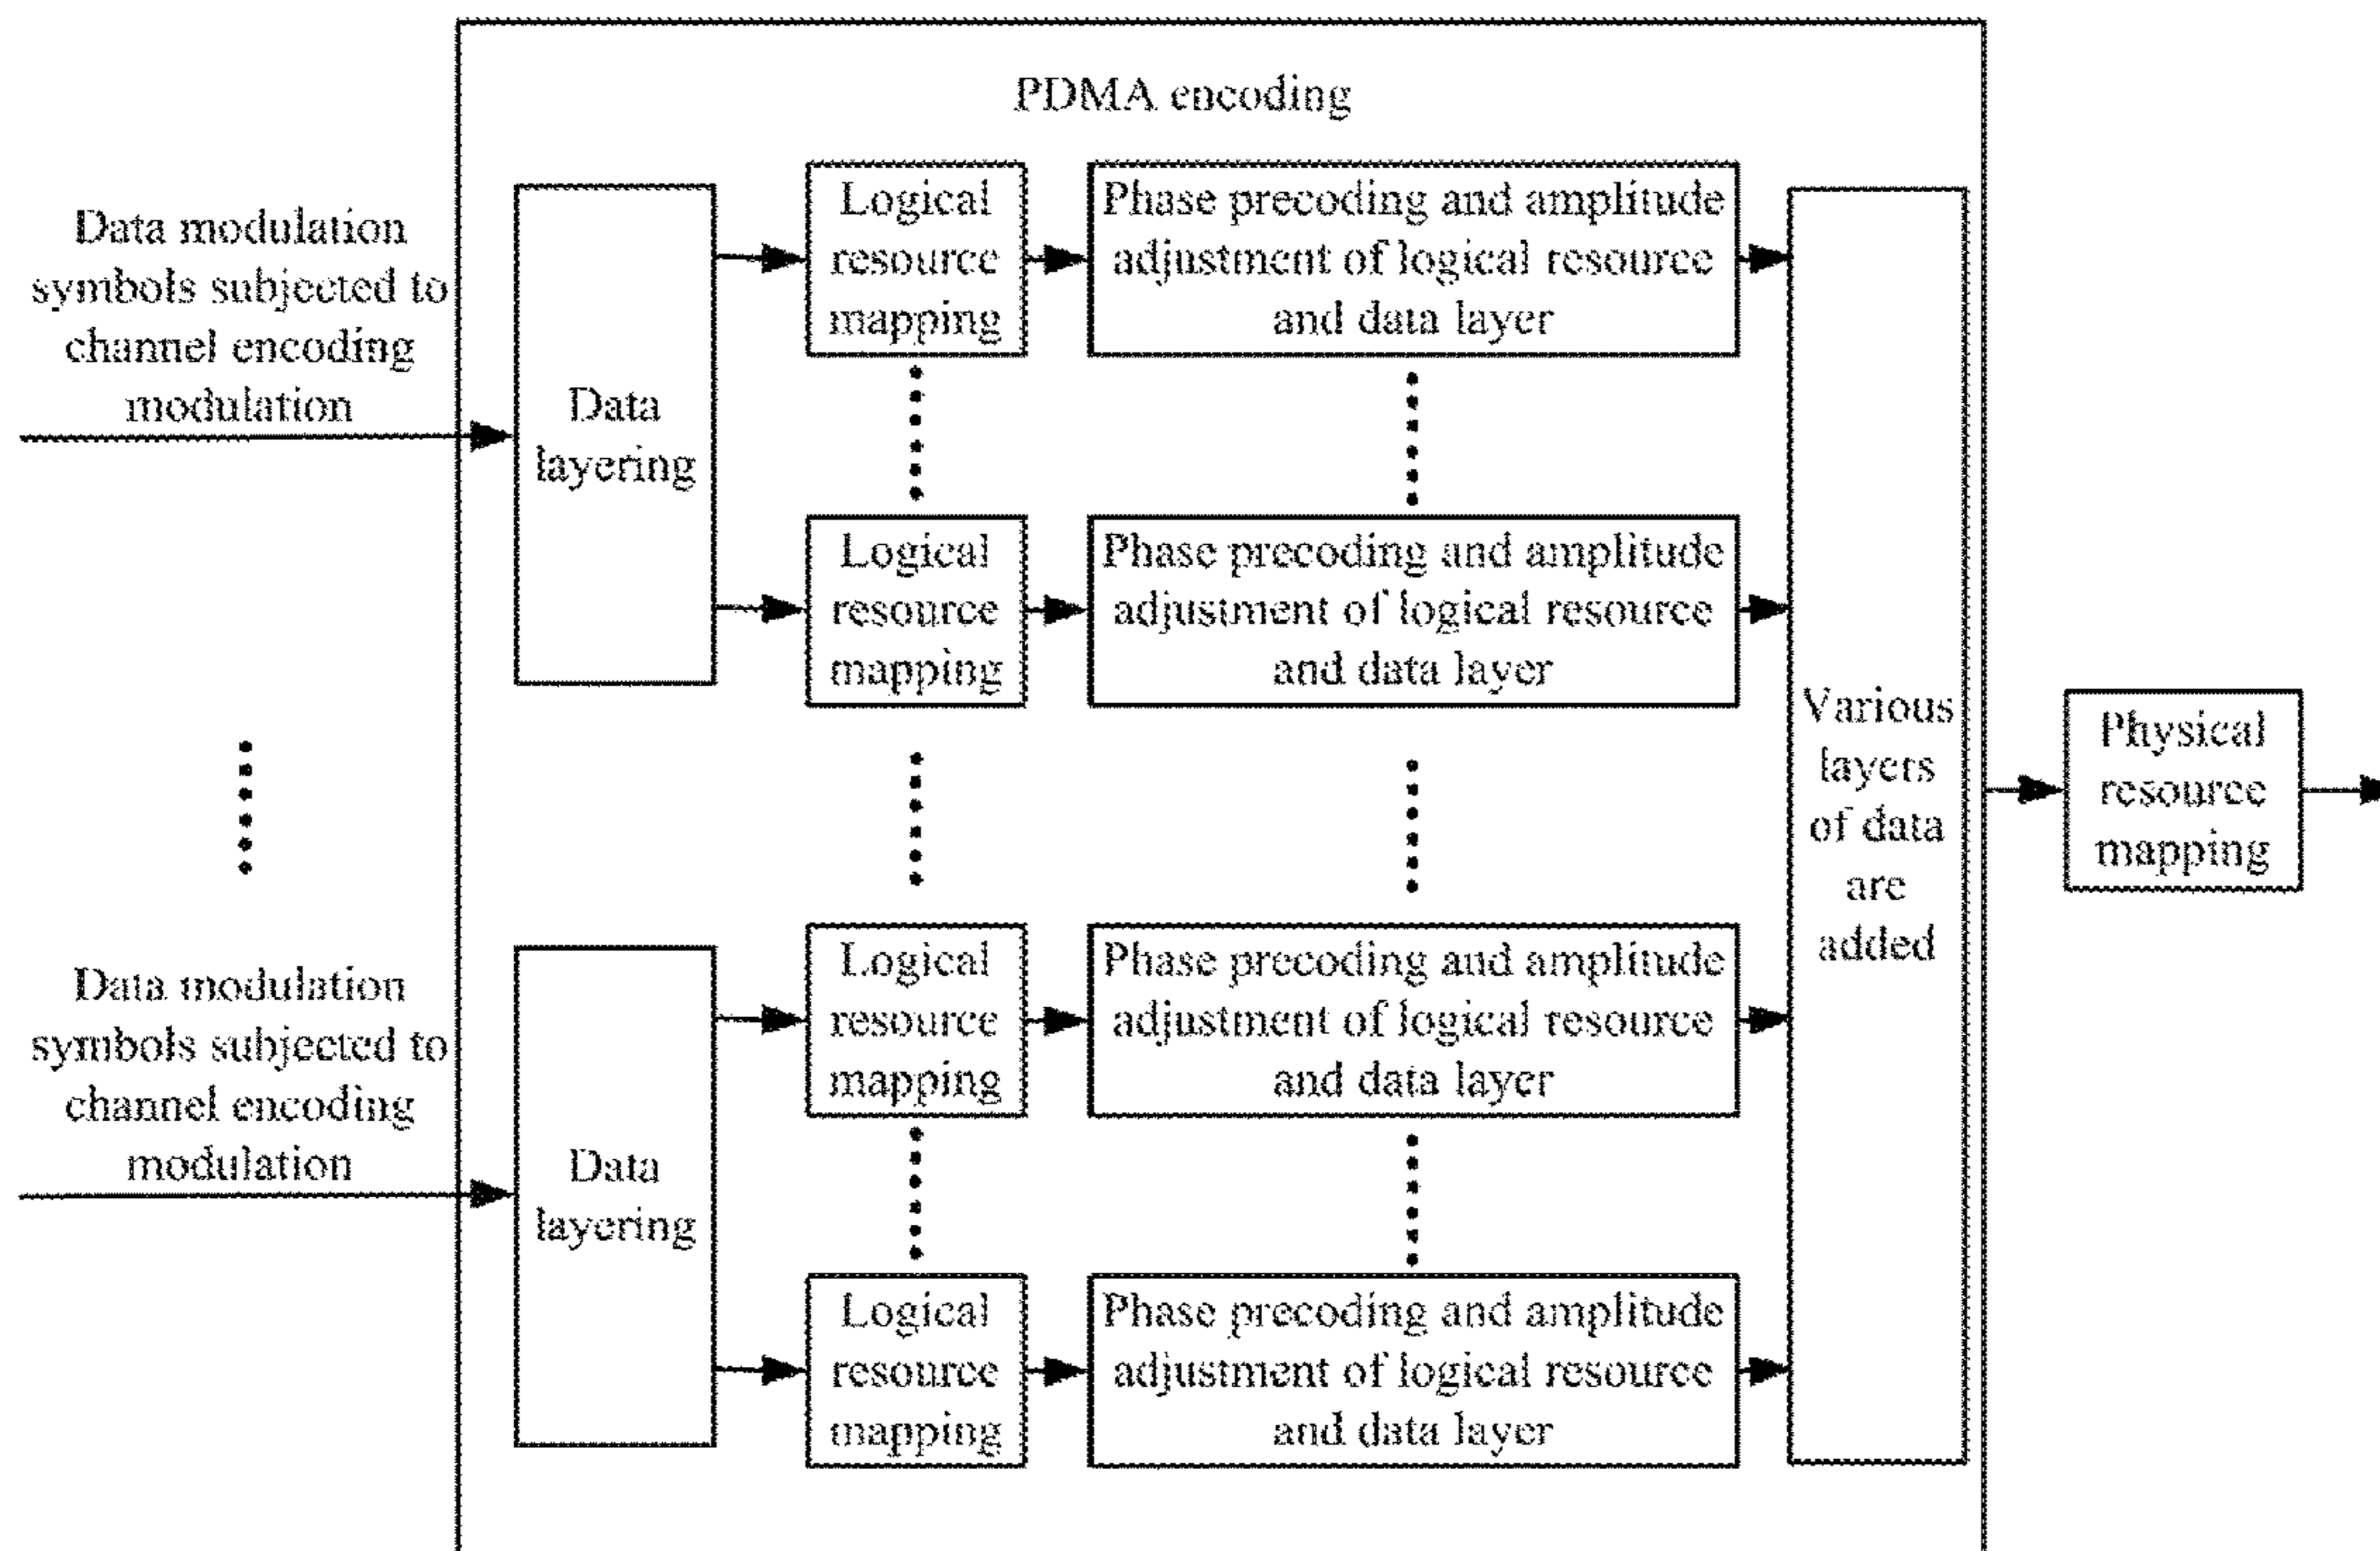 PDMA encoding
Data modulation
symbols subjected to
channel encoding
modulation
Data
layering
Logical
resource
mapping
Phase precoding and amplitude
adjustment of logical resource
and data layer
Logical
resource
mapping
Phase precoding and amplitude
adjustment of logical resource
and data layer
Data modulation
symbols subjected to
channel encoding
modulation
Data
layering
Logical
resource
mapping
Phase precoding and amplitude
adjustment of logical resource
and data layer
Logical
resource
mapping
Phase precoding and amplitude
adjustment of logical resource
and data layer
Various
layers
of data
are
added
Physical
resource
mapping